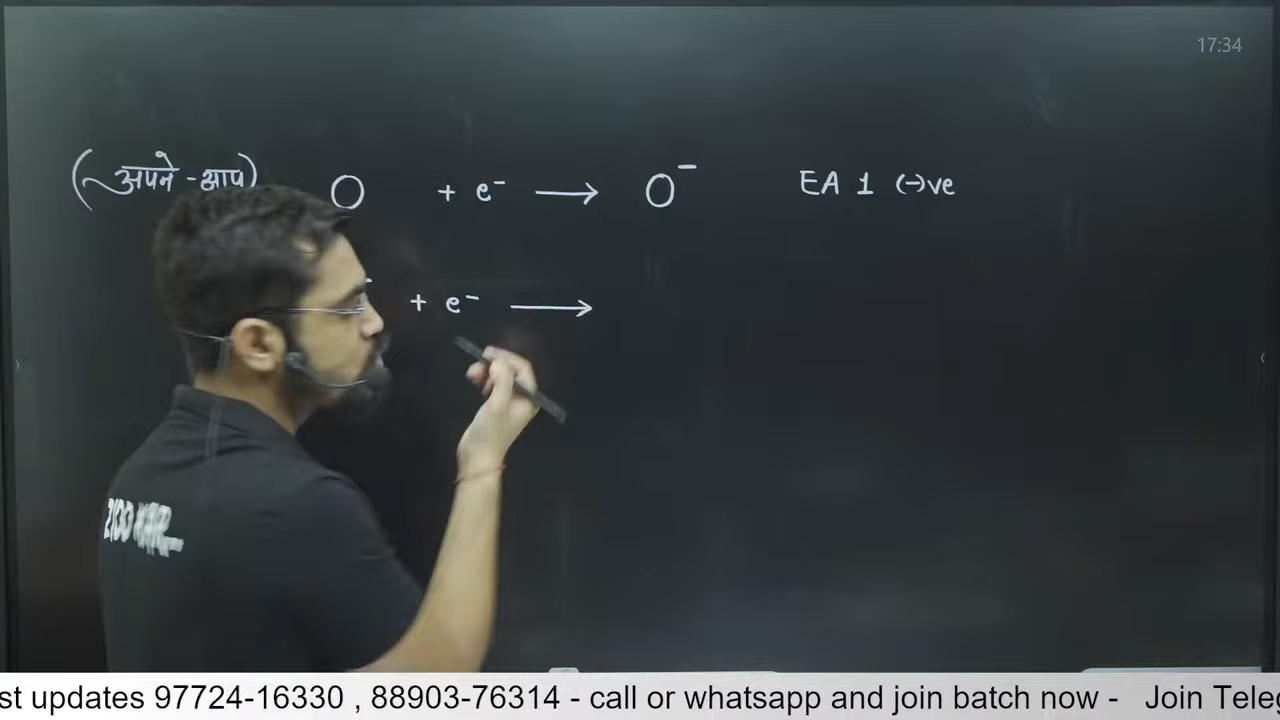 17:34
(अपने-आप) O + e⁻ ⟶ O⁻ EA 1 (-)ve
+ e⁻ ⟶
st updates 97724-16330 , 88903-76314 - call or whatsapp and join batch now - Join Teleg